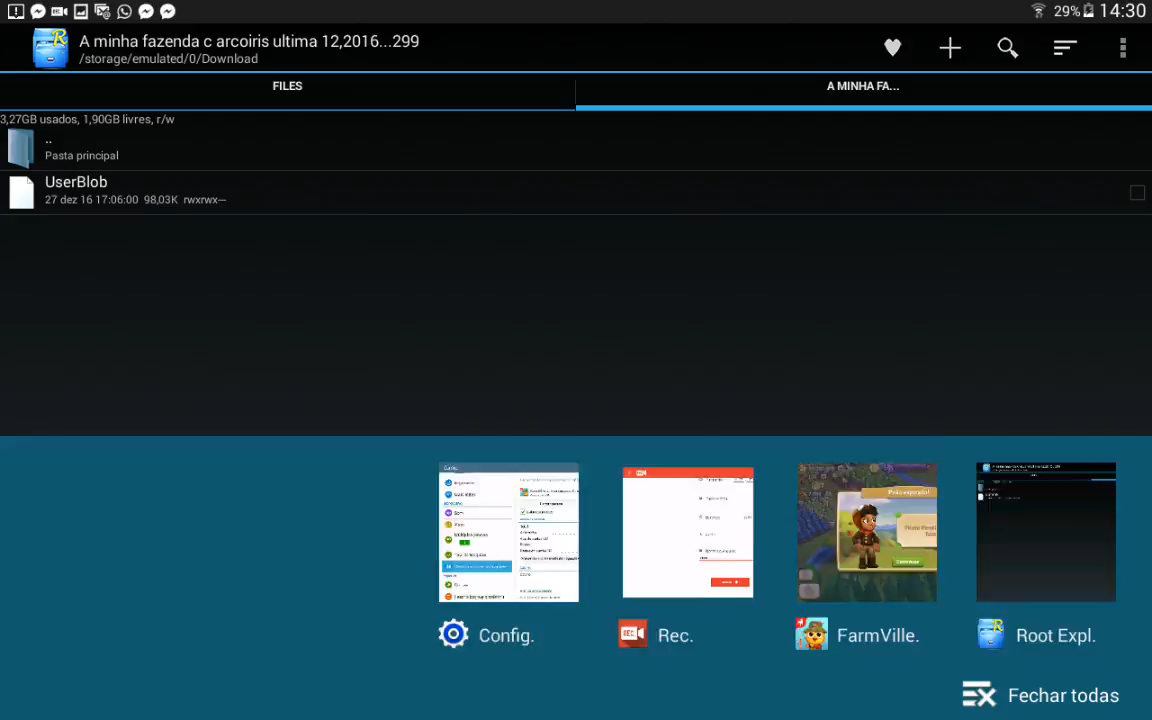 29% 14:30
A minha fazenda c arcoiris ultima 12,2016...299
/storage/emulated/0/Download
FILES
A MINHA FA...
3,27GB usados, 1,90GB livres, r/w
..
Pasta principal
UserBlob
27 dez 16 17:06:00 98,03K rwxrwx---
Continuar
Config.
REC
Rec.
FarmVille.
R
Root Expl.
Fechar todas